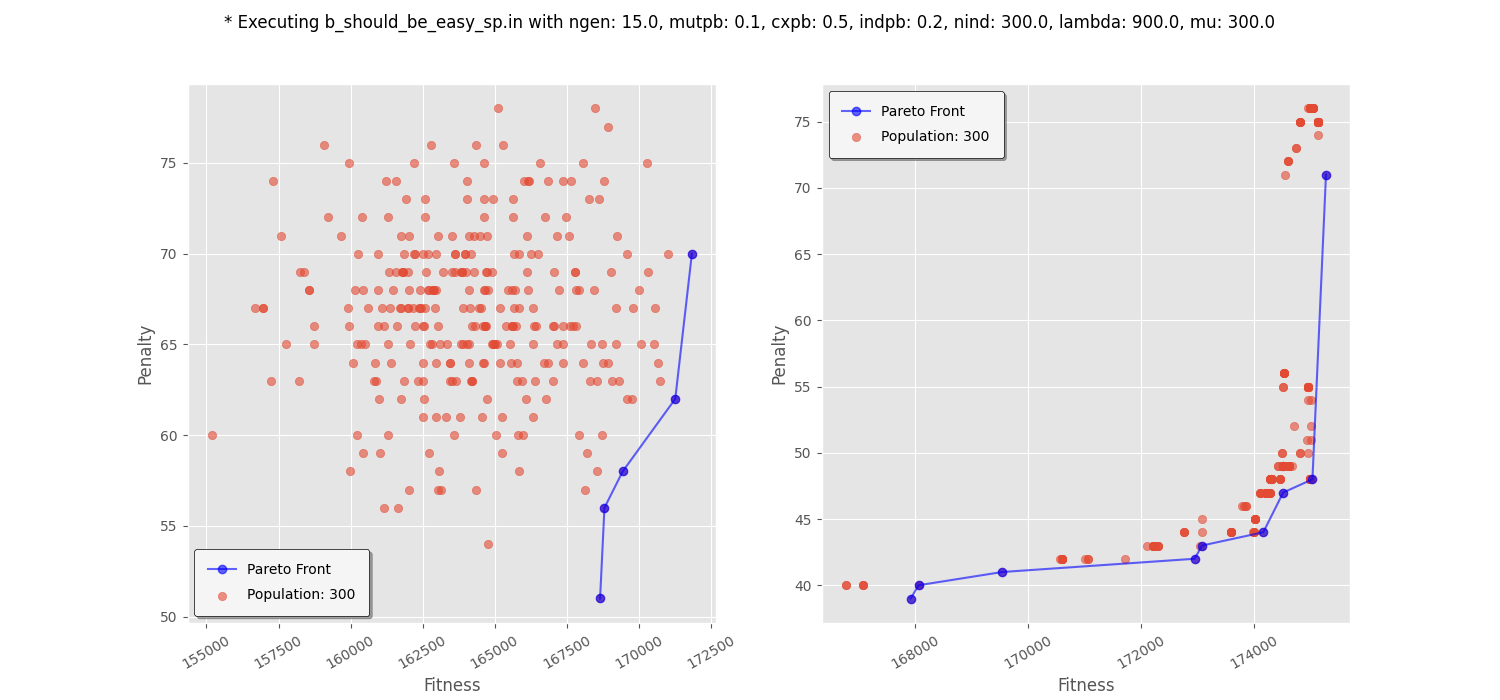 * Executing b_should_be_easy_sp.in with ngen: 15.0, mutpb: 0.1, cxpb: 0.5, indpb: 0.2, nind: 300.0, lambda: 900.0, mu: 300.0
75
70
65
60
55
50
Penalty
Pareto Front
Population: 300
155000
157500
160000
162500
165000
167500
170000
172500
Fitness
Pareto Front
Population: 300
75
70
65
60
55
50
45
40
Penalty
168000
170000
172000
174000
Fitness